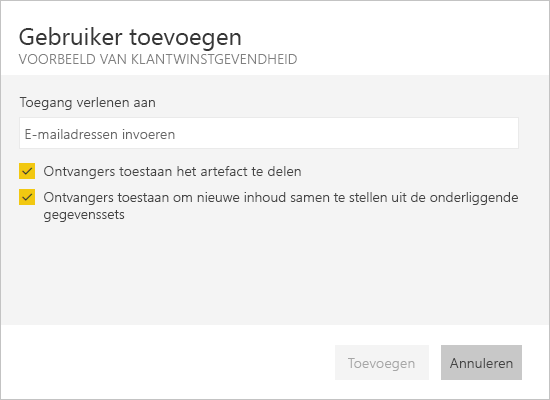 Gebruiker toevoegen
VOORBEELD VAN KLANTWINSTGEVENDHEID
Toegang verlenen aan
E-mailadressen invoeren
Ontvangers toestaan het artefact te delen
Ontvangers toestaan om nieuwe inhoud samen te stellen uit de onderliggende
gegevenssets
Toevoegen
Annuleren